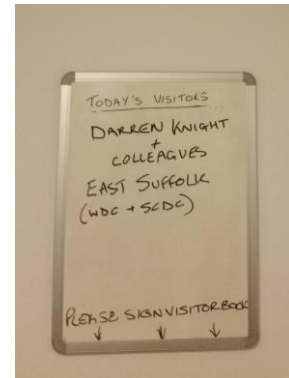 TODAY'S VISITORS
DARREN KNIGHT
+
COLLEAGUES
EAST SUFFOLK
(WDC + SCDC)
PLEASE SIGN VISITOR BOOK
↓ ↓ ↓